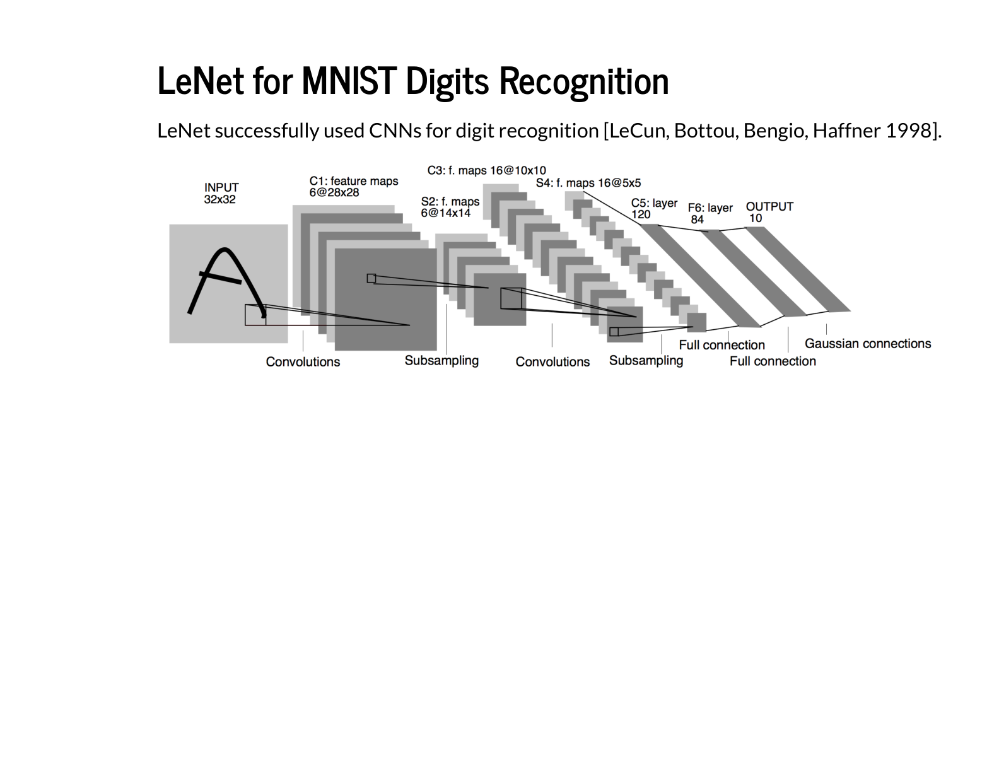 LeNet for MNIST Digits Recognition
LeNet successfully used CNNs for digit recognition [LeCun, Bottou, Bengio, Haffner 1998].
INPUT
32x32
C1: feature maps
6@28x28
S2: f. maps
6@14x14
C3: f. maps 16@10x10
S4: f. maps 16@5x5
C5: layer
120
F6: layer
84
OUTPUT
10
A
Convolutions
Subsampling
Convolutions
Subsampling
Full connection
Full connection
Gaussian connections